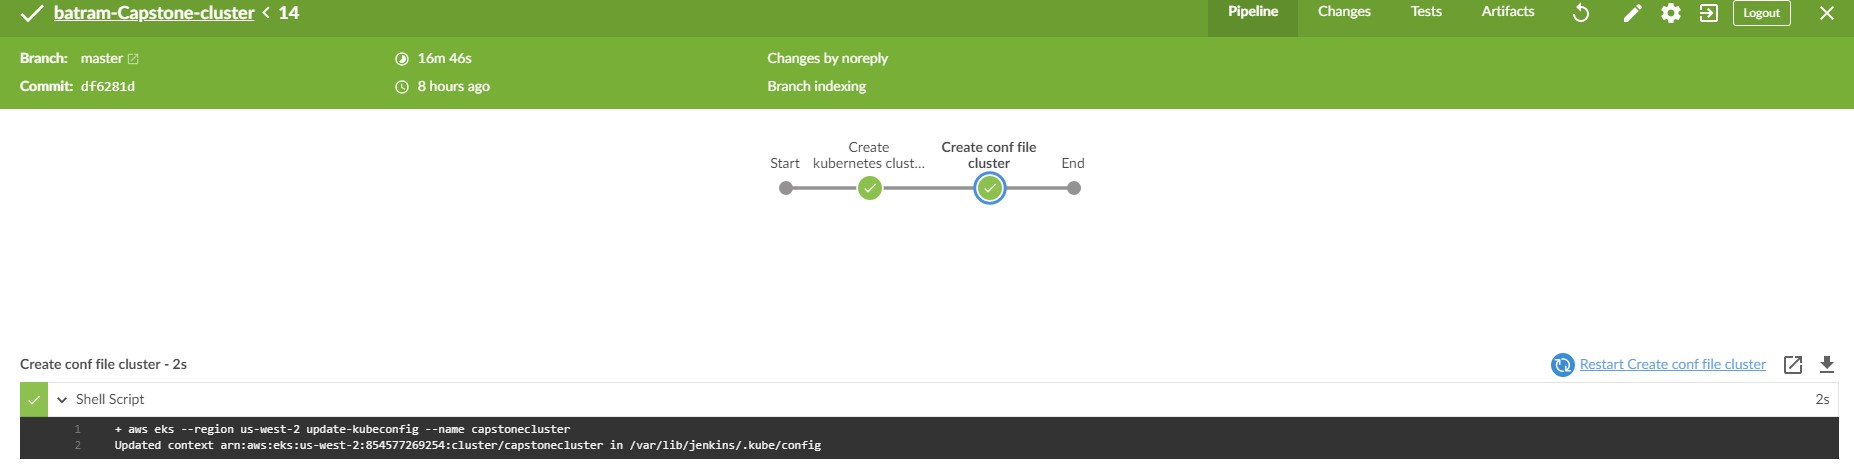 batram-Capstone-cluster < 14
Pipeline Changes Tests Artifacts Logout
Branch: master 16m 46s Changes by noreply
Commit: df6281d 8 hours ago Branch indexing
Start
Create
kubernetes clust...
Create conf file
cluster
End
Create conf file cluster - 2s
Restart Create conf file cluster
Shell Script 2s
1 + aws eks --region us-west-2 update-kubeconfig --name capstonecluster
2 Updated context arn:aws:eks:us-west-2:854577269254:cluster/capstonecluster in /var/lib/jenkins/.kube/config